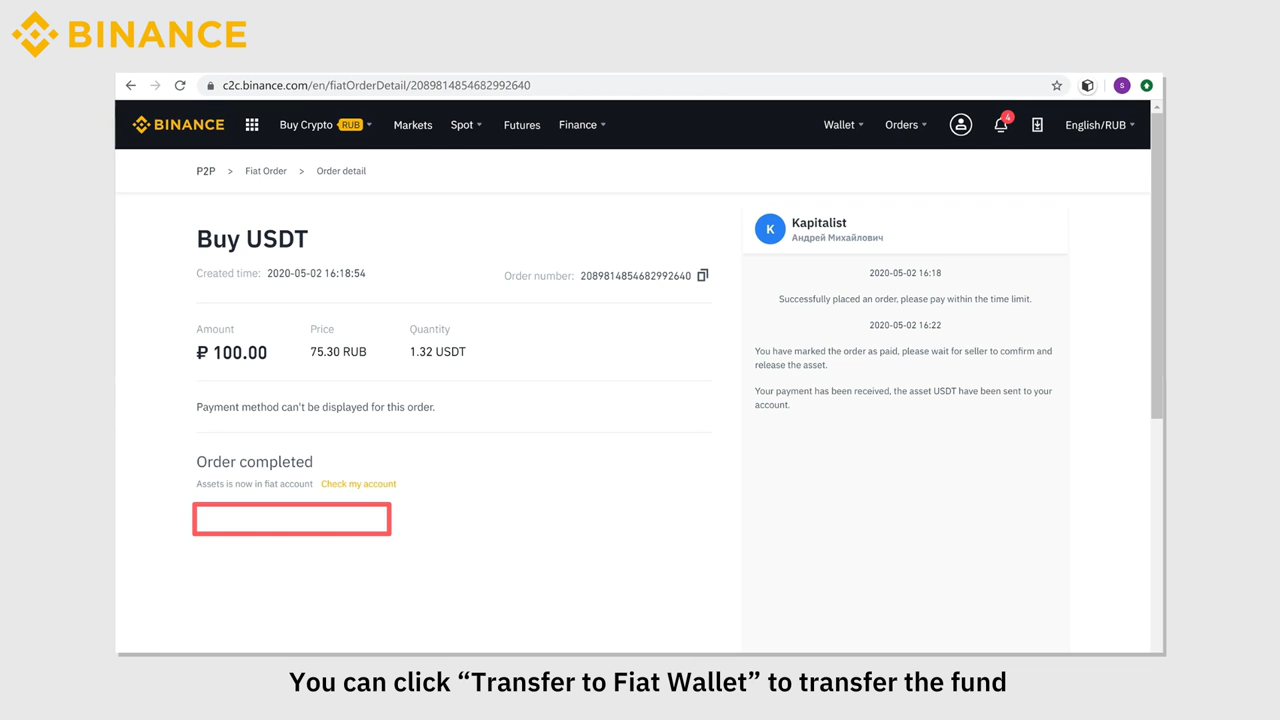 BINANCE
c2c.binance.com/en/fiatOrderDetail/20898148546829926​40
BINANCE Buy Crypto RUB Markets Spot Futures Finance Wallet Orders 4 English/RUB
P2P > Fiat Order > Order detail
Buy USDT
Created time: 2020-05-02 16:18:54
Order number: 2089814854682992640
Amount Price Quantity
₽ 100.00 75.30 RUB 1.32 USDT
Payment method can't be displayed for this order.
Order completed
Assets is now in fiat account Check my account
K Kapitalist
Андрей Михайлович
2020-05-02 16:18
Successfully placed an order, please pay within the time limit.
2020-05-02 16:22
You have marked the order as paid, please wait for seller to comfirm and
release the asset.
Your payment has been received, the asset USDT have been sent to your
account.
You can click “Transfer to Fiat Wallet” to transfer the fund